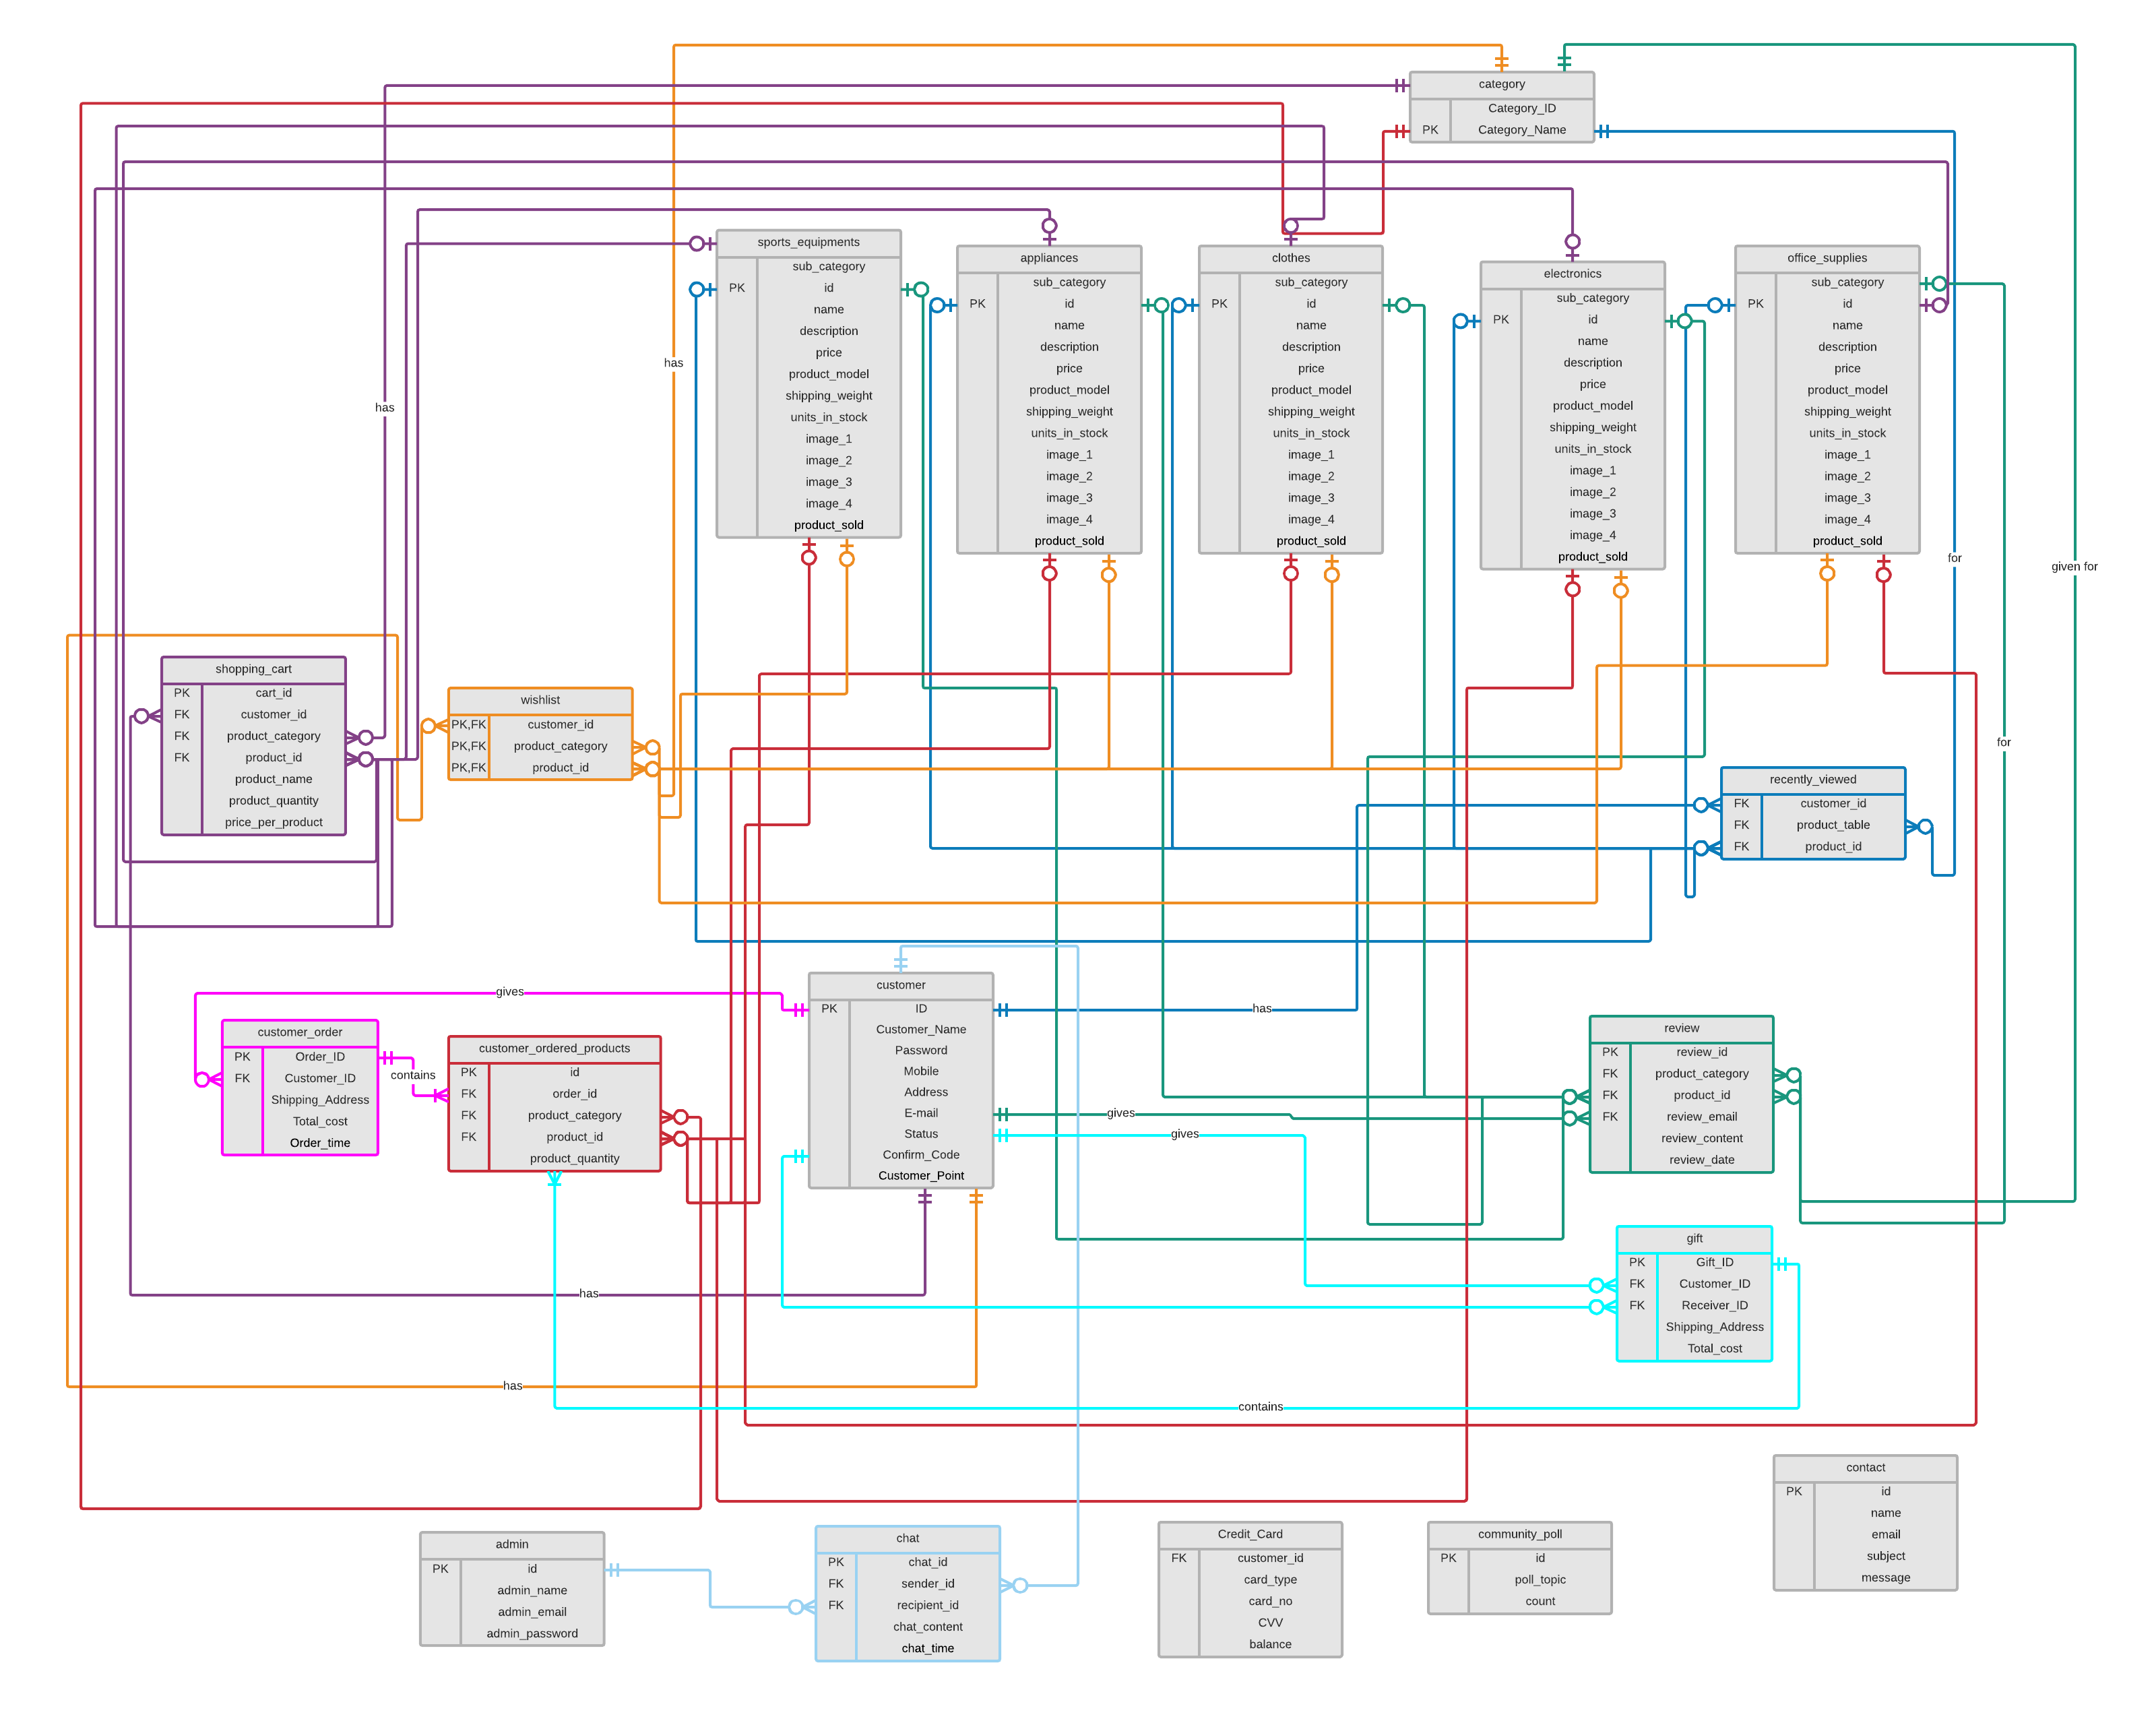 category
Category_ID
PK Category_Name
sports_equipments
sub_category
PK id
name
description
price
product_model
shipping_weight
units_in_stock
image_1
image_2
image_3
image_4
product_sold
appliances
sub_category
PK id
name
description
price
product_model
shipping_weight
units_in_stock
image_1
image_2
image_3
image_4
product_sold
clothes
sub_category
PK id
name
description
price
product_model
shipping_weight
units_in_stock
image_1
image_2
image_3
image_4
product_sold
electronics
sub_category
PK id
name
description
price
product_model
shipping_weight
units_in_stock
image_1
image_2
image_3
image_4
product_sold
office_supplies
sub_category
PK id
name
description
price
product_model
shipping_weight
units_in_stock
image_1
image_2
image_3
image_4
product_sold
has
has
for
given for
for
shopping_cart
PK cart_id
FK customer_id
FK product_category
FK product_id
product_name
product_quantity
price_per_product
wishlist
PK,FK customer_id
PK,FK product_category
PK,FK product_id
recently_viewed
FK customer_id
FK product_table
FK product_id
gives
has
customer
PK ID
Customer_Name
Password
Mobile
Address
E-mail
Status
Confirm_Code
Customer_Point
customer_order
PK Order_ID
FK Customer_ID
Shipping_Address
Total_cost
Order_time
contains
customer_ordered_products
PK id
FK order_id
FK product_category
FK product_id
product_quantity
gives
gives
review
PK review_id
FK product_category
FK product_id
FK review_email
review_content
review_date
gift
PK Gift_ID
FK Customer_ID
FK Receiver_ID
Shipping_Address
Total_cost
has
has
contains
admin
PK id
admin_name
admin_email
admin_password
chat
PK chat_id
FK sender_id
FK recipient_id
chat_content
chat_time
Credit_Card
FK customer_id
card_type
card_no
CVV
balance
community_poll
PK id
poll_topic
count
contact
PK id
name
email
subject
message